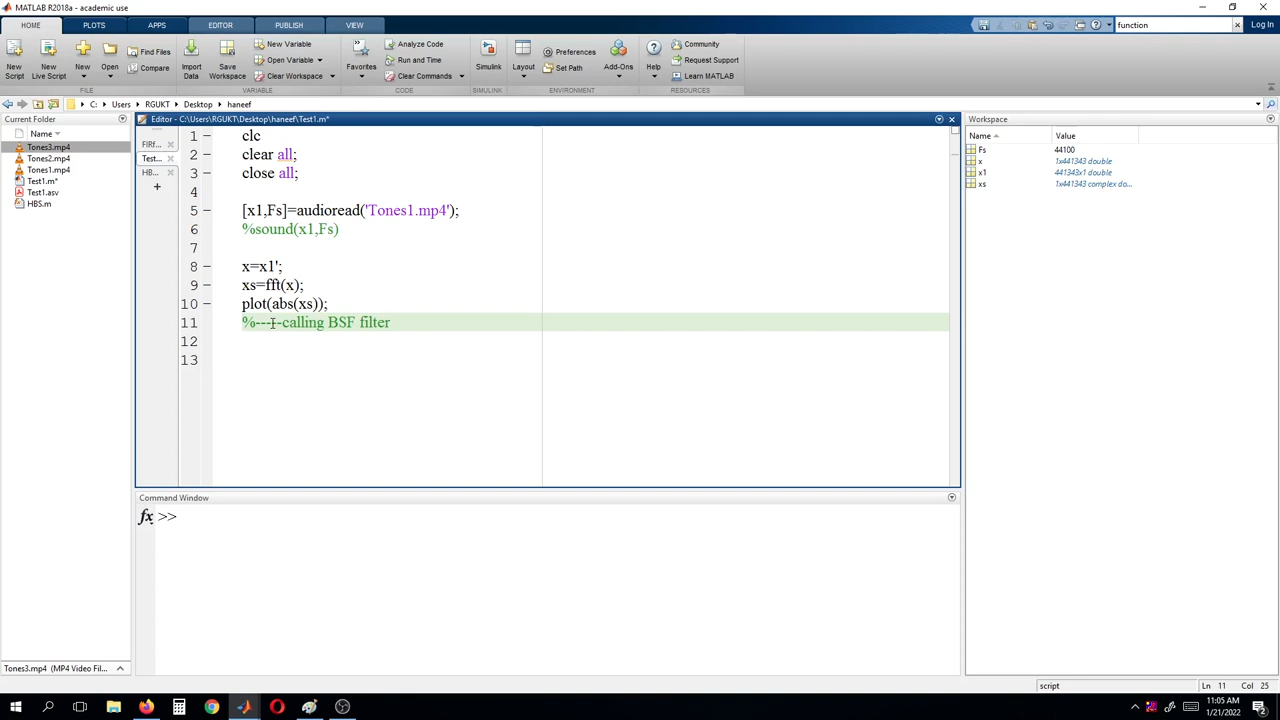 MATLAB R2018a - academic use
HOME PLOTS APPS EDITOR PUBLISH VIEW function Log In
New Script
New Live Script
New
Open
Find Files
Compare
Import Data
Save Workspace
New Variable
Open Variable
Clear Workspace
Favorites
Analyze Code
Run and Time
Clear Commands
Simulink
Layout
Preferences
Set Path
Add-Ons
Help
Community
Request Support
Learn MATLAB
FILE VARIABLE CODE SIMULINK ENVIRONMENT RESOURCES
C: Users RGUKT Desktop haneef
Current Folder
Name
Tones3.mp4
Tones2.mp4
Tones1.mp4
Test1.m*
Test1.asv
HBS.m
Tones3.mp4 (MP4 Video Fil...
Editor - C:\Users\RGUKT\Desktop\haneef\Test1.m*
FIRf...
Test...
HB...
+
1 clc
2 clear all;
3 close all;
4
5 [x1,Fs]=audioread('Tones1.mp4');
6 %sound(x1,Fs)
7
8 x=x1';
9 xs=fft(x);
10 plot(abs(xs));
11 %-----calling BSF filter
12
13
Command Window
fx >>
Workspace
Name Value
Fs 44100
x 1x441343 double
x1 441343x1 double
xs 1x441343 complex do...
script Ln 11 Col 25
11:05 AM
1/21/2022
2